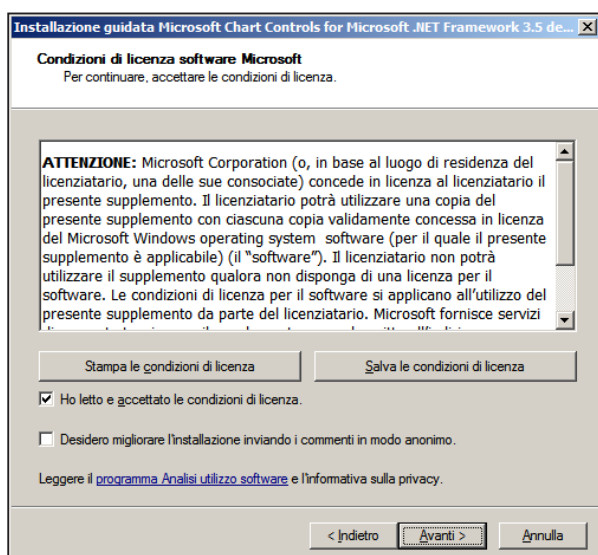 Installazione guidata Microsoft Chart Controls for Microsoft .NET Framework 3.5 de...
Condizioni di licenza software Microsoft
Per continuare, accettare le condizioni di licenza.
ATTENZIONE: Microsoft Corporation (o, in base al luogo di residenza del
licenziatario, una delle sue consociate) concede in licenza al licenziatario il
presente supplemento. Il licenziatario potrà utilizzare una copia del
presente supplemento con ciascuna copia validamente concessa in licenza
del Microsoft Windows operating system software (per il quale il presente
supplemento è applicabile) (il “software”). Il licenziatario non potrà
utilizzare il supplemento qualora non disponga di una licenza per il
software. Le condizioni di licenza per il software si applicano all’utilizzo del
presente supplemento da parte del licenziatario. Microsoft fornisce servizi
Stampa le condizioni di licenza
Salva le condizioni di licenza
Ho letto e accettato le condizioni di licenza.
Desidero migliorare l'installazione inviando i commenti in modo anonimo.
Leggere il programma Analisi utilizzo software e l'informativa sulla privacy.
< Indietro
Avanti >
Annulla